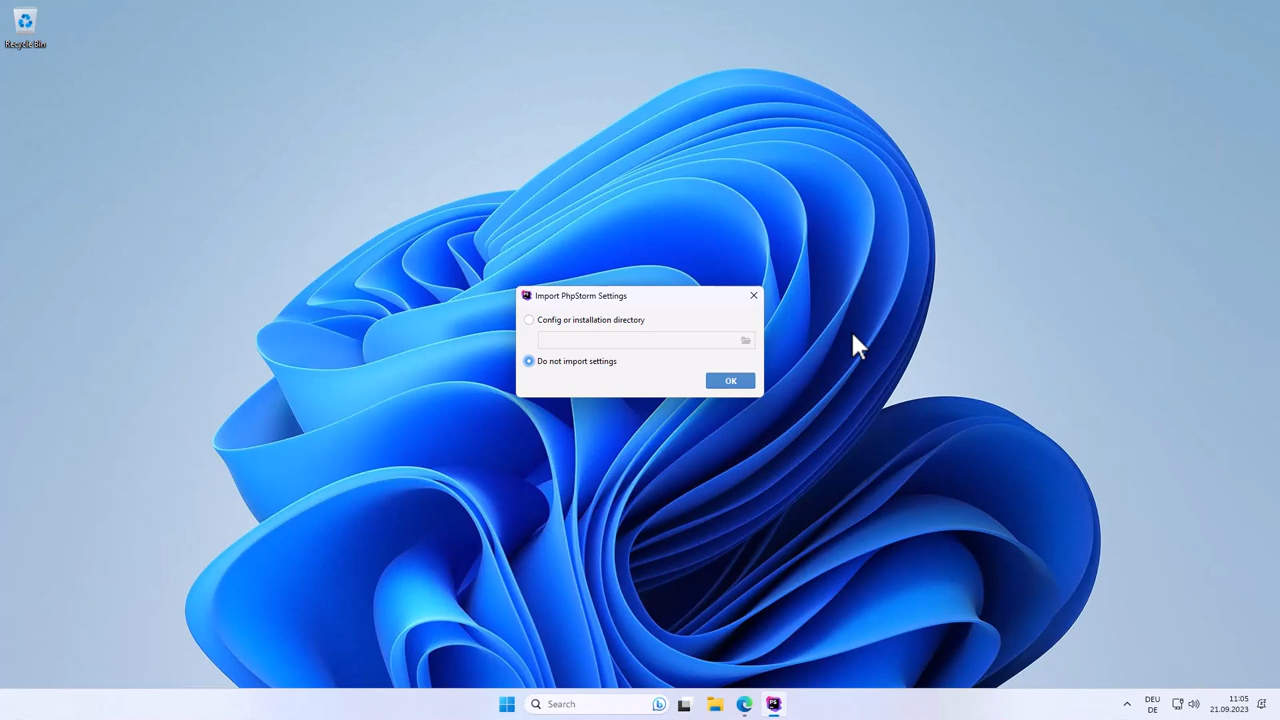 Recycle Bin
Import PhpStorm Settings
Config or installation directory
Do not import settings
OK
Search
DEU
DE
11:05
21.09.2023